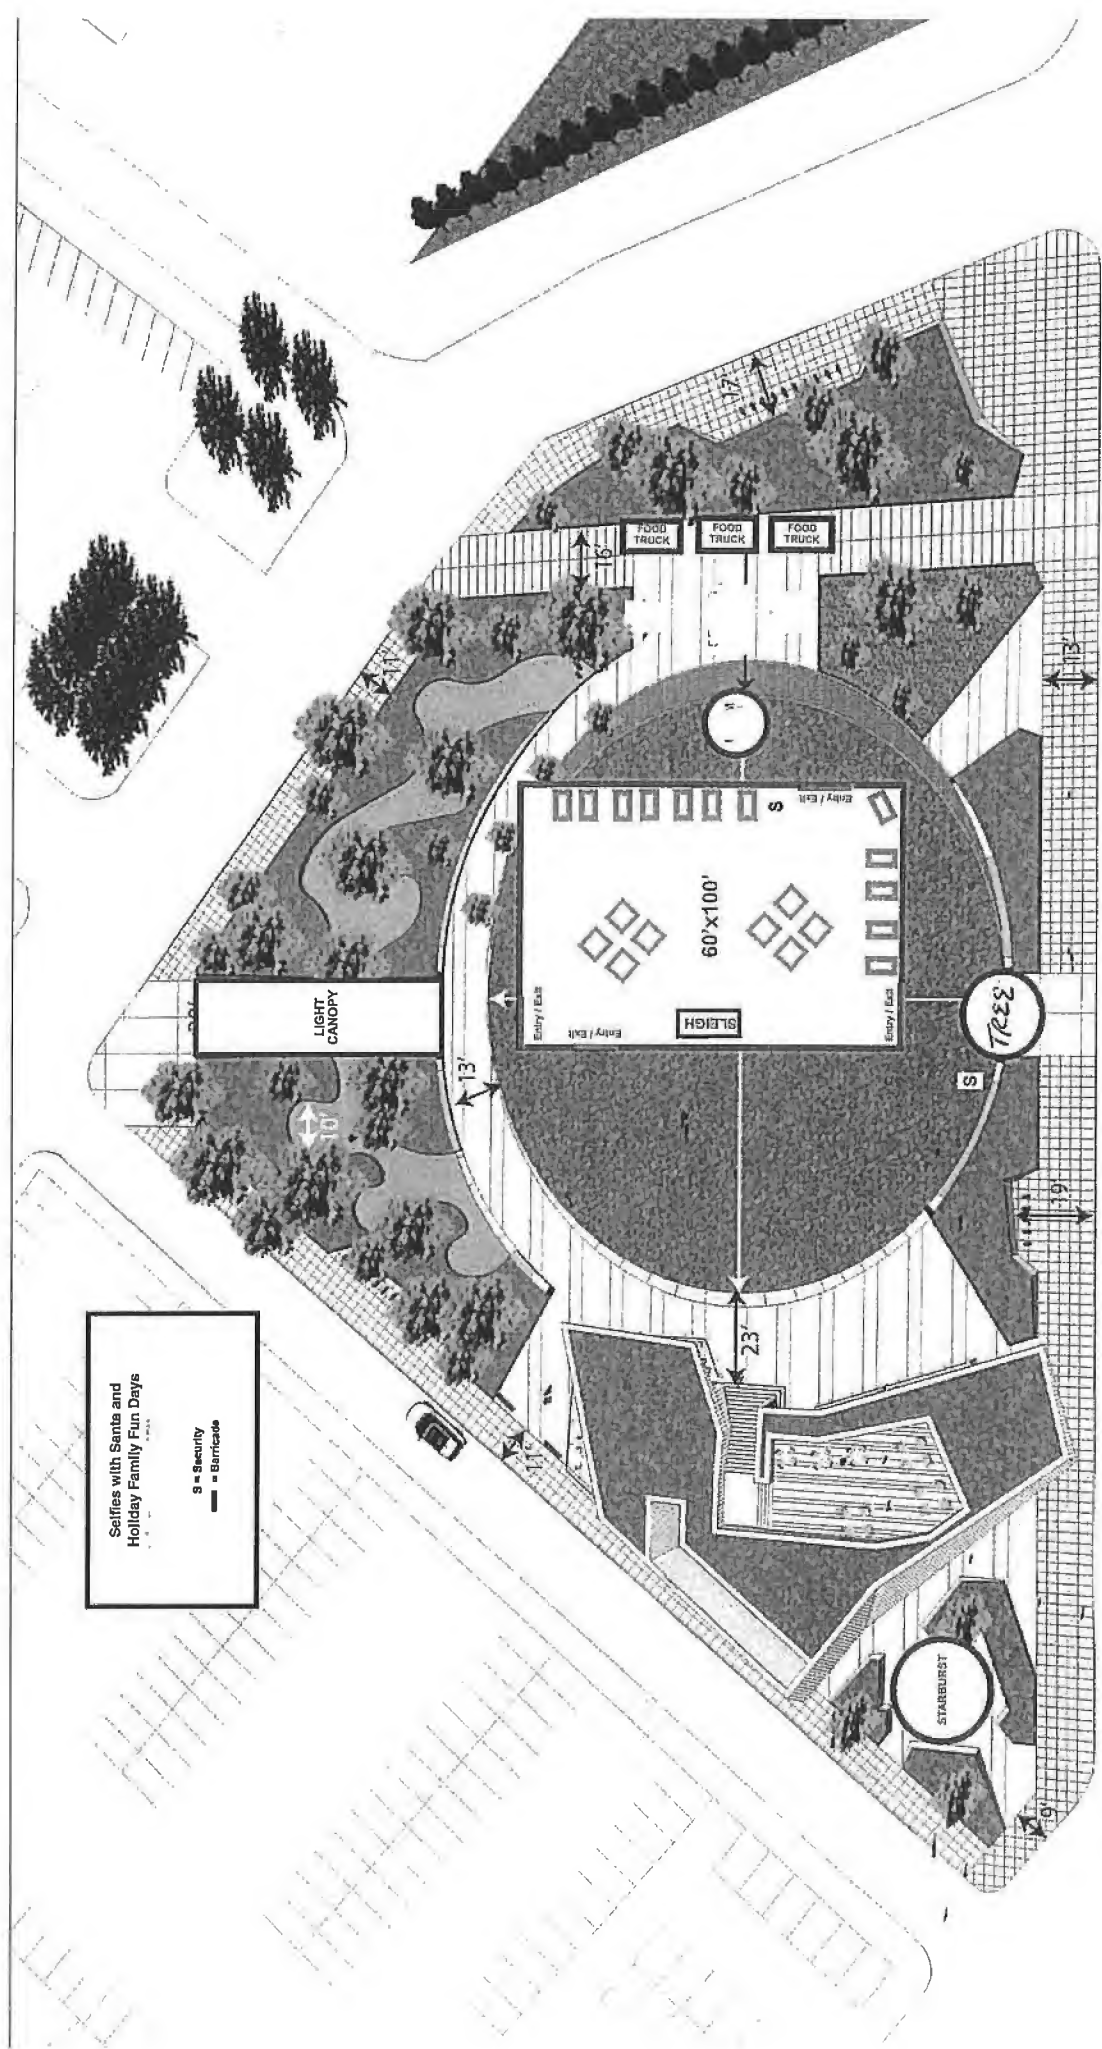 Selfies with Santa and
Holiday Family Fun Days
S = Security
= Barricade
LIGHT
CANOPY
FOOD
TRUCK
FOOD
TRUCK
FOOD
TRUCK
17'
16'
11'
13'
13'
10'
Entry / Exit
Entry / Exit
Entry / Exit
Entry / Exit
60'x100'
SLEIGH
S
S
TREE
19'
23'
11'
STARBURST
9'